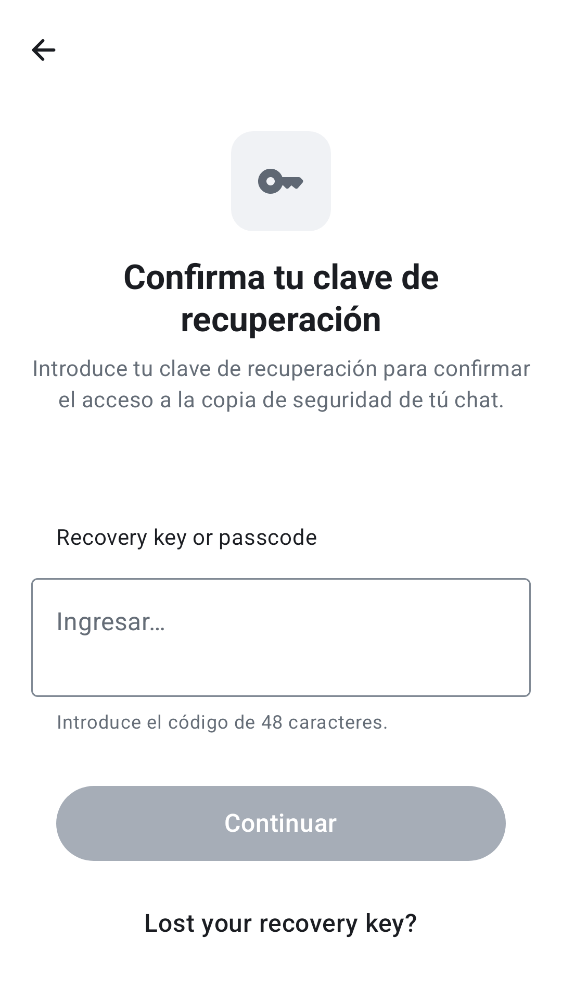 Confirma tu clave de
recuperación
Introduce tu clave de recuperación para confirmar
el acceso a la copia de seguridad de tú chat.
Recovery key or passcode
Ingresar…
Introduce el código de 48 caracteres.
Continuar
Lost your recovery key?